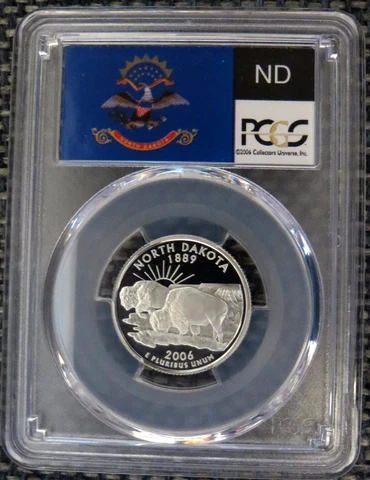 ND
NORTH DAKOTA
PCGS
©2006 Collectors Universe, Inc.
NORTH DAKOTA
1889
2006
E PLURIBUS UNUM